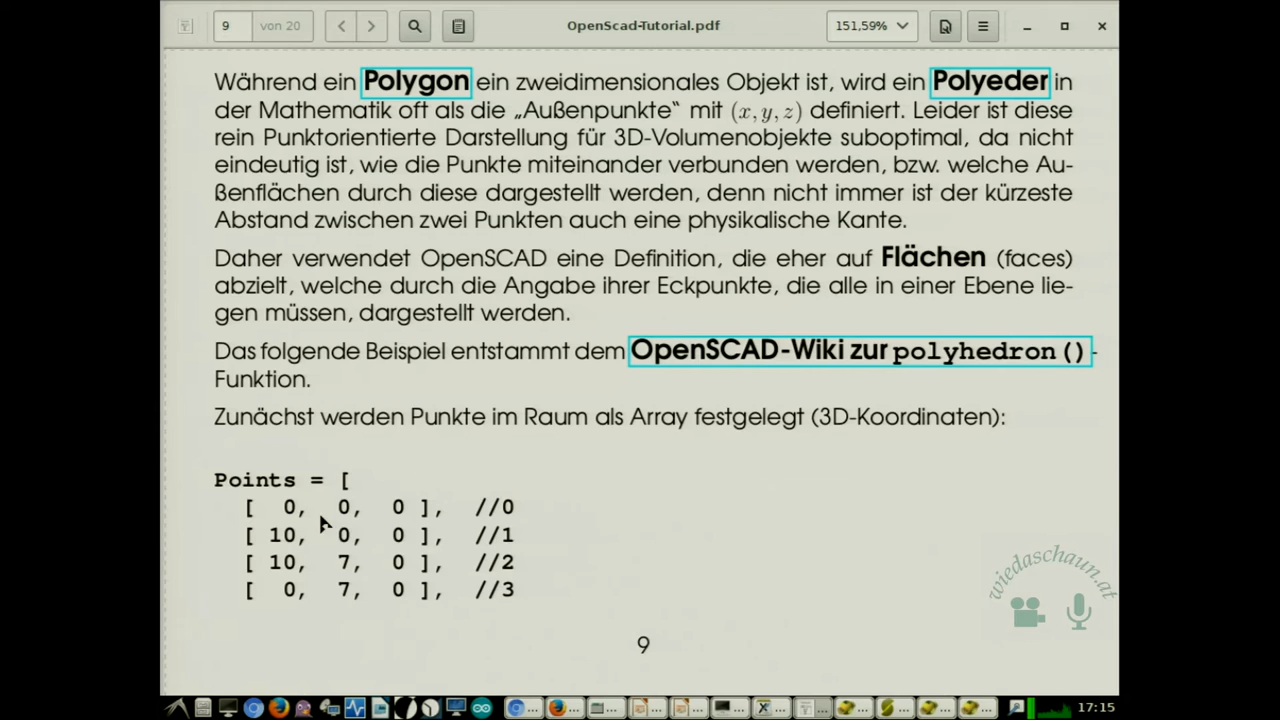 9
von 20
OpenScad-Tutorial.pdf
151,59%
Während ein Polygon ein zweidimensionales Objekt ist, wird ein Polyeder in
der Mathematik oft als die „Außenpunkte“ mit (x, y, z) definiert. Leider ist diese
rein Punktorientierte Darstellung für 3D-Volumenobjekte suboptimal, da nicht
eindeutig ist, wie die Punkte miteinander verbunden werden, bzw. welche Au-
ßenflächen durch diese dargestellt werden, denn nicht immer ist der kürzeste
Abstand zwischen zwei Punkten auch eine physikalische Kante.
Daher verwendet OpenSCAD eine Definition, die eher auf Flächen (faces)
abzielt, welche durch die Angabe ihrer Eckpunkte, die alle in einer Ebene lie-
gen müssen, dargestellt werden.
Das folgende Beispiel entstammt dem OpenSCAD-Wiki zur polyhedron()-
Funktion.
Zunächst werden Punkte im Raum als Array festgelegt (3D-Koordinaten):
Points = [
[ 0, 0, 0 ], //0
[ 10, 0, 0 ], //1
[ 10, 7, 0 ], //2
[ 0, 7, 0 ], //3
wiedaschaun.at
9
17:15